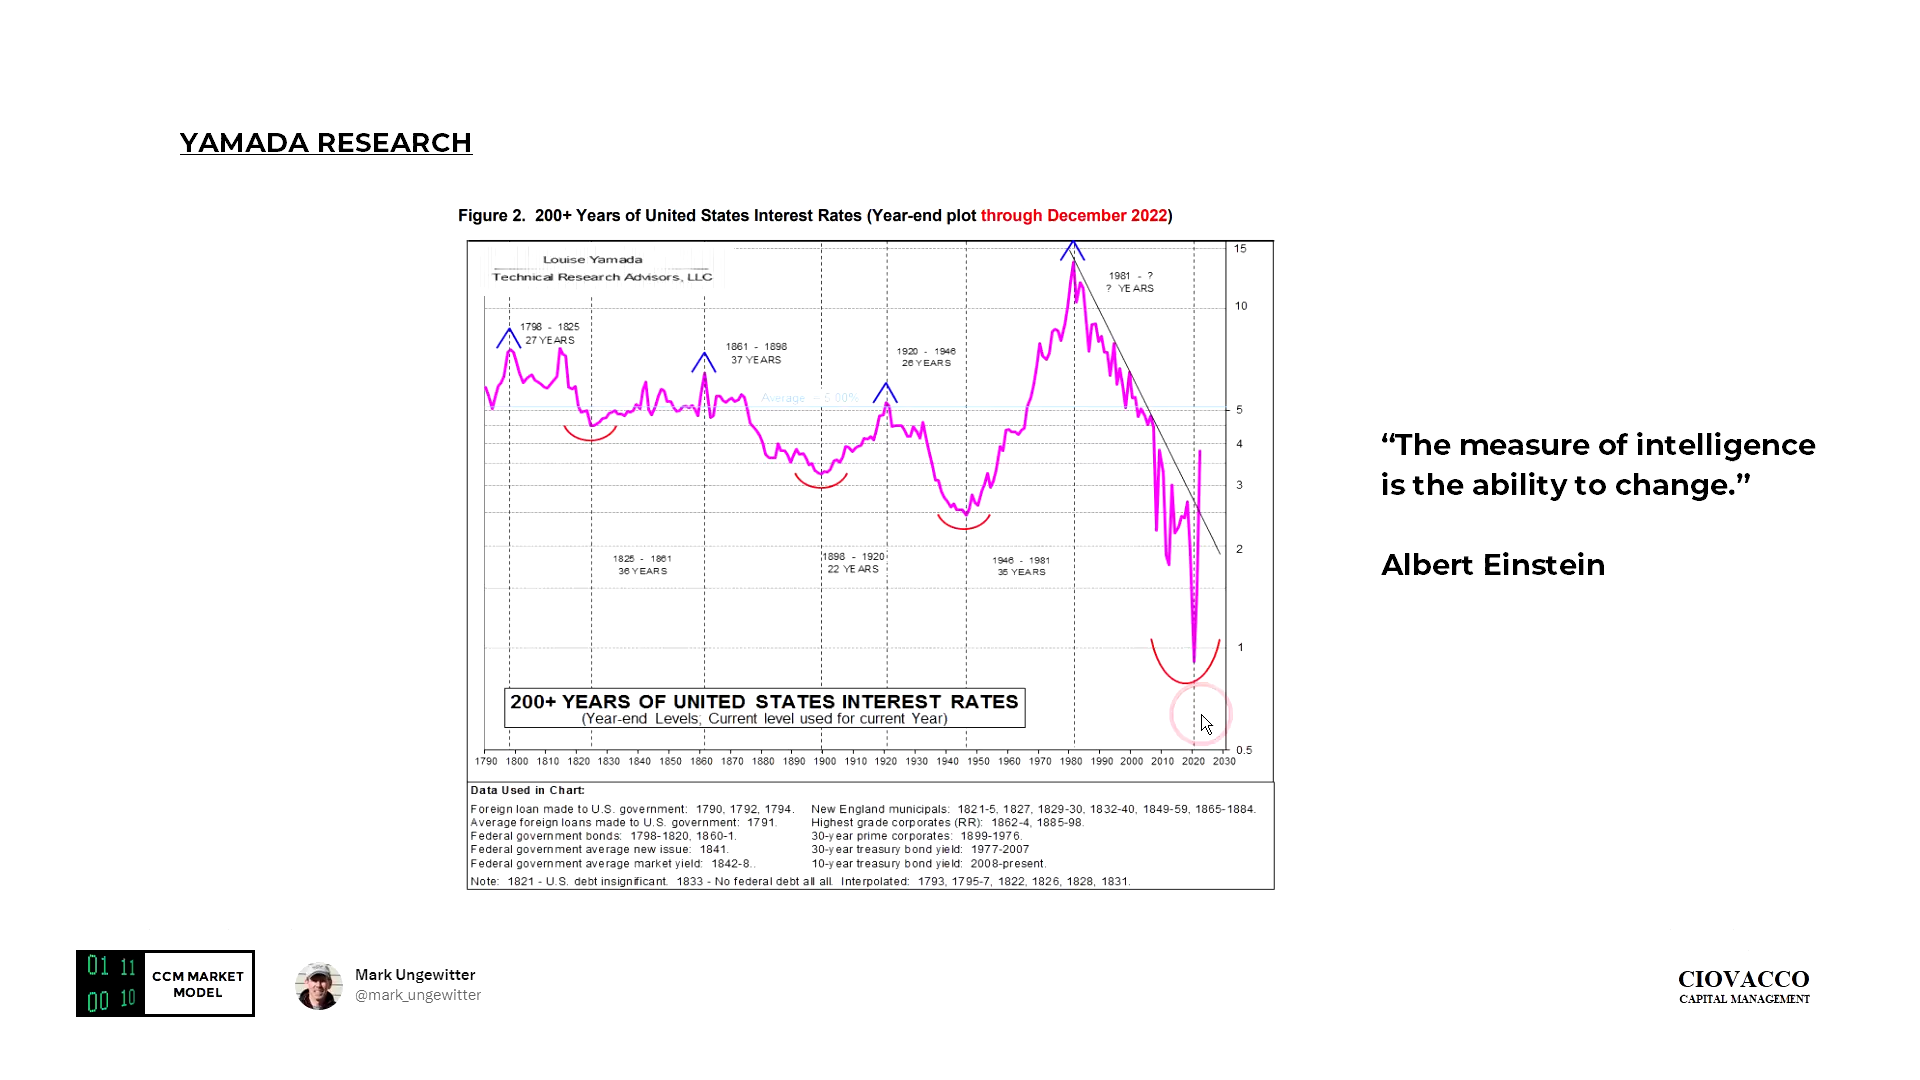 YAMADA RESEARCH
Figure 2. 200+ Years of United States Interest Rates (Year-end plot through December 2022)
Louise Yamada
Technical Research Advisors, LLC
1798 - 1825
27 YEARS
1861 - 1898
37 YEARS
1920 - 1946
26 YEARS
1981 - ?
? YEARS
Average ~ 5.00%
1825 - 1861
36 YEARS
1898 - 1920
22 YEARS
1946 - 1981
35 YEARS
15
10
5
4
3
2
1
0.5
200+ YEARS OF UNITED STATES INTEREST RATES
(Year-end Levels; Current level used for current Year)
1790 1800 1810 1820 1830 1840 1850 1860 1870 1880 1890 1900 1910 1920 1930 1940 1950 1960 1970 1980 1990 2000 2010 2020 2030
Data Used in Chart:
Foreign loan made to U.S. government: 1790, 1792, 1794.
Average foreign loans made to U.S. government: 1791.
Federal government bonds: 1798-1820, 1860-1.
Federal government average new issue: 1841.
Federal government average market yield: 1842-8..
New England municipals: 1821-5, 1827, 1829-30, 1832-40, 1849-59, 1865-1884.
Highest grade corporates (RR): 1862-4, 1885-98.
30-year prime corporates: 1899-1976.
30-year treasury bond yield: 1977-2007
10-year treasury bond yield: 2008-present.
Note: 1821 - U.S. debt insignificant. 1833 - No federal debt all all. Interpolated: 1793, 1795-7, 1822, 1826, 1828, 1831.
“The measure of intelligence
is the ability to change.”
Albert Einstein
01 11
00 10
CCM MARKET
MODEL
Mark Ungewitter
@mark_ungewitter
CIOVACCO
CAPITAL MANAGEMENT